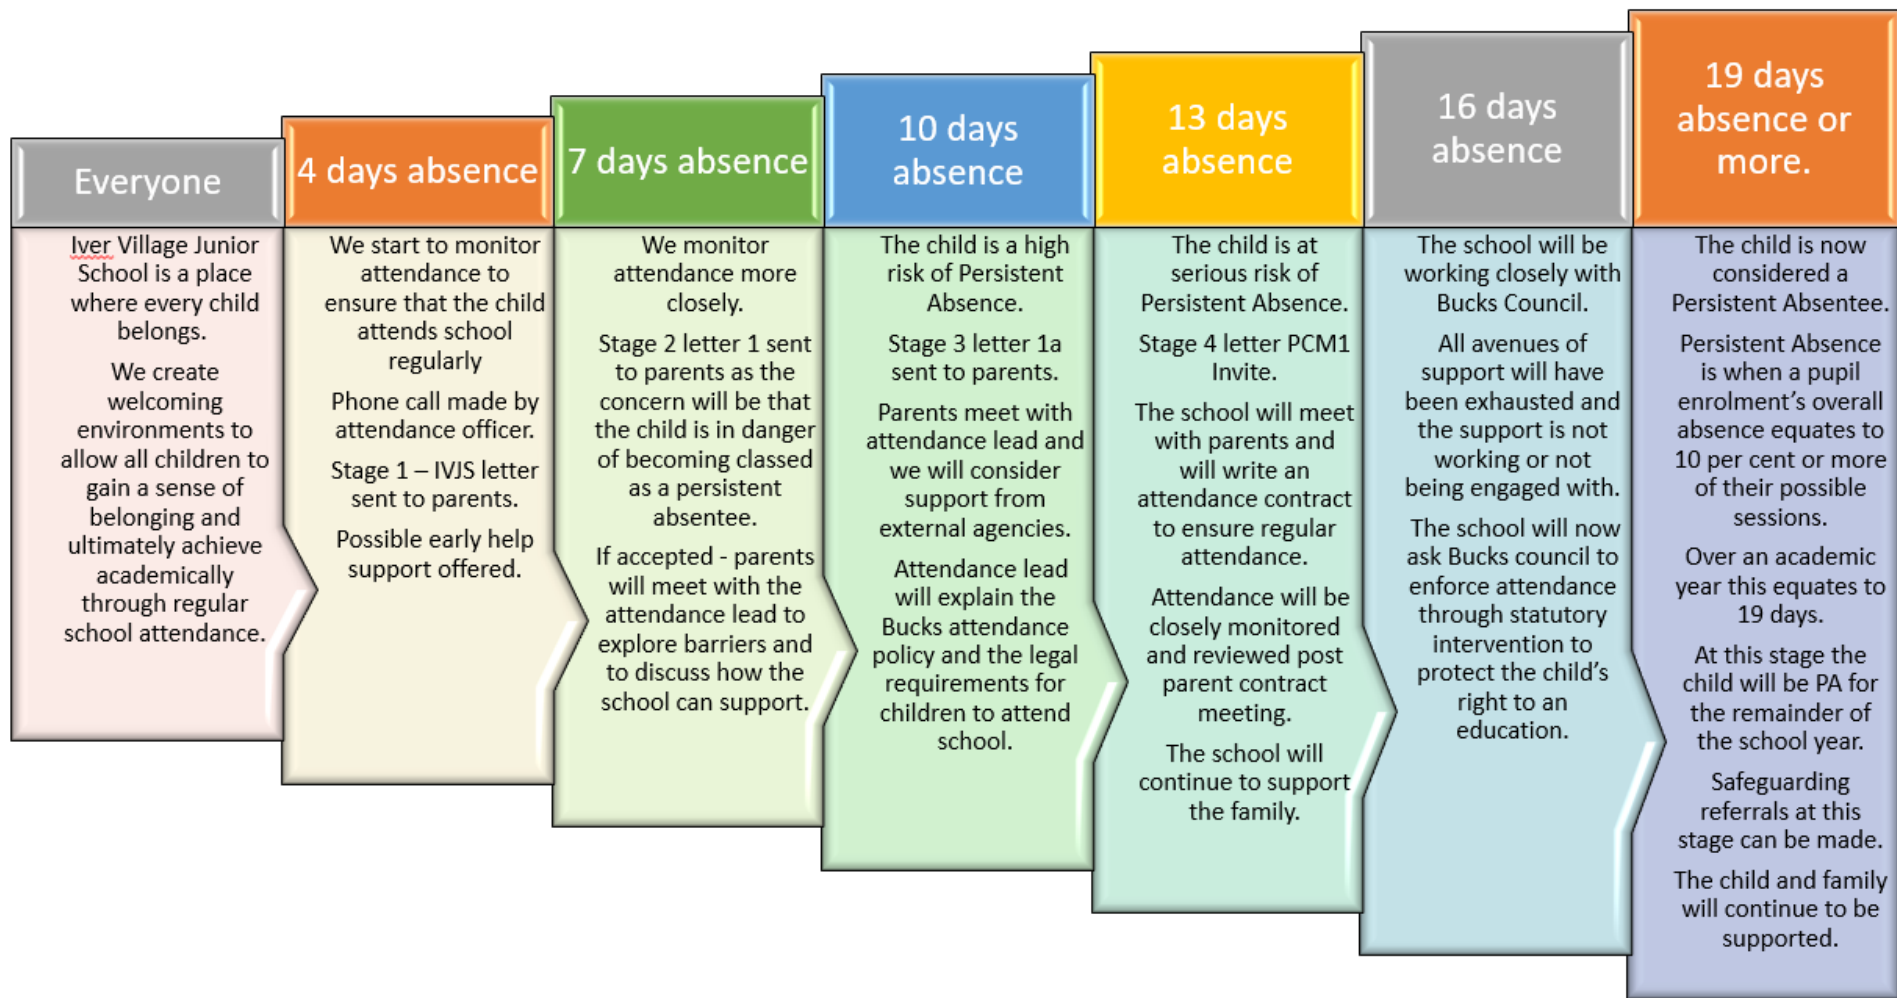 Everyone
Iver Village Junior
School is a place
where every child
belongs.
We create
welcoming
environments to
allow all children to
gain a sense of
belonging and
ultimately achieve
academically
through regular
school attendance.
4 days absence
We start to monitor
attendance to
ensure that the child
attends school
regularly
Phone call made by
attendance officer.
Stage 1 – IVJS letter
sent to parents.
Possible early help
support offered.
7 days absence
We monitor
attendance more
closely.
Stage 2 letter 1 sent
to parents as the
concern will be that
the child is in danger
of becoming classed
as a persistent
absentee.
If accepted - parents
will meet with the
attendance lead to
explore barriers and
to discuss how the
school can support.
10 days
absence
The child is a high
risk of Persistent
Absence.
Stage 3 letter 1a
sent to parents.
Parents meet with
attendance lead and
we will consider
support from
external agencies.
Attendance lead
will explain the
Bucks attendance
policy and the legal
requirements for
children to attend
school.
13 days
absence
The child is at
serious risk of
Persistent Absence.
Stage 4 letter PCM1
Invite.
The school will meet
with parents and
will write an
attendance contract
to ensure regular
attendance.
Attendance will be
closely monitored
and reviewed post
parent contract
meeting.
The school will
continue to support
the family.
16 days
absence
The school will be
working closely with
Bucks Council.
All avenues of
support will have
been exhausted and
the support is not
working or not
being engaged with.
The school will now
ask Bucks council to
enforce attendance
through statutory
intervention to
protect the child's
right to an
education.
19 days
absence or
more.
The child is now
considered a
Persistent Absentee.
Persistent Absence
is when a pupil
enrolment's overall
absence equates to
10 per cent or more
of their possible
sessions.
Over an academic
year this equates to
19 days.
At this stage the
child will be PA for
the remainder of
the school year.
Safeguarding
referrals at this
stage can be made.
The child and family
will continue to be
supported.